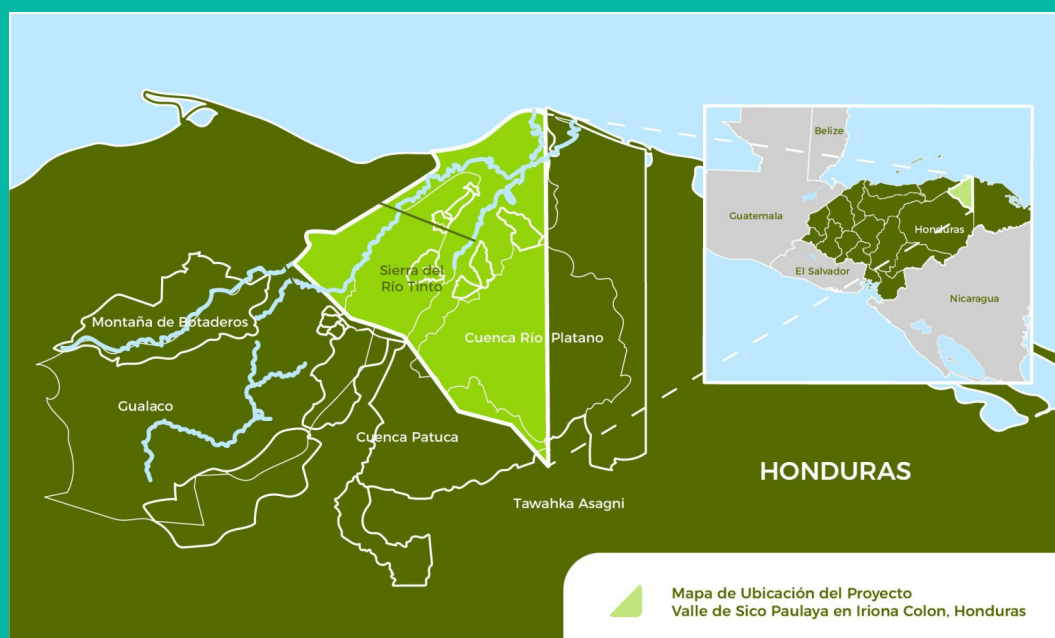 Belize
Guatemala
Honduras
El Salvador
Nicaragua
Sierra del
Río Tinto
Montaña de Botaderos
Cuenca Río Platano
Gualaco
Cuenca Patuca
HONDURAS
Tawahka Asagni
Mapa de Ubicación del Proyecto
Valle de Sico Paulaya en Iriona Colon, Honduras